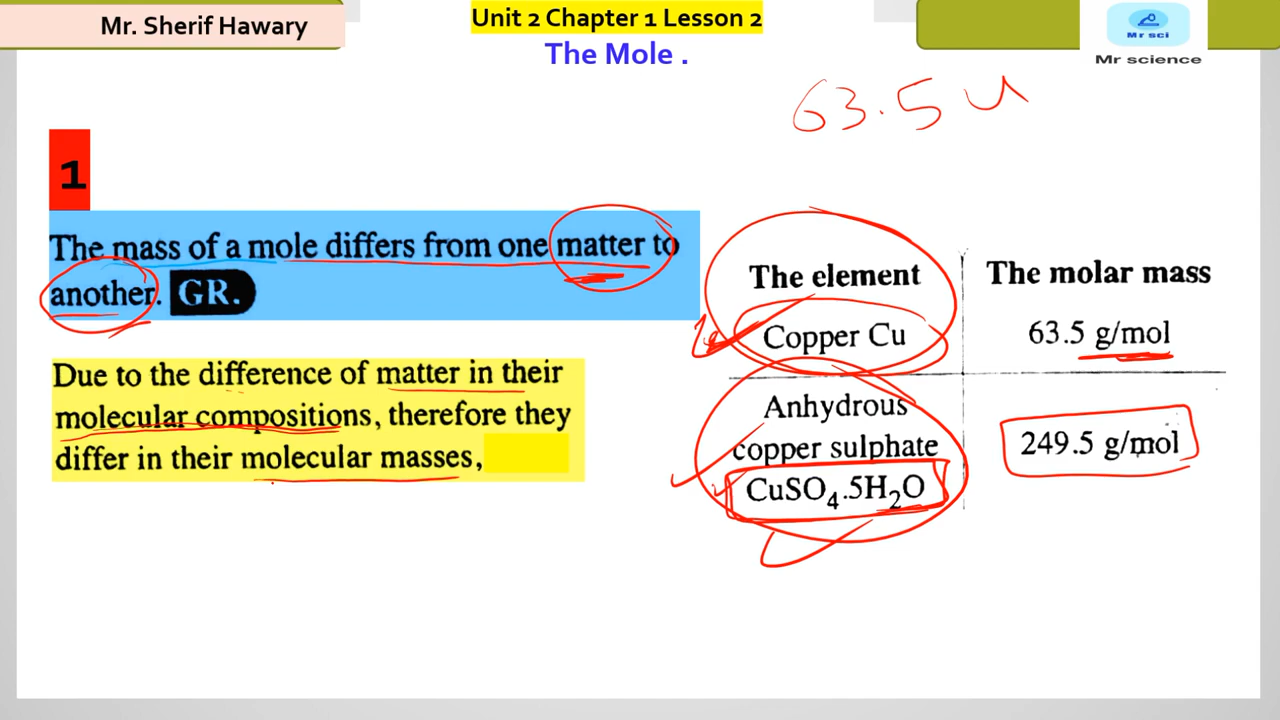 Mr. Sherif Hawary
Unit 2 Chapter 1 Lesson 2
The Mole .
Mr sci
Mr science
63.5 u
1
The mass of a mole differs from one matter to
another. GR.
Due to the difference of matter in their
molecular compositions, therefore they
differ in their molecular masses,
The element
The molar mass
Copper Cu
63.5 g/mol
Anhydrous
copper sulphate
CuSO₄.5H₂O
249.5 g/mol